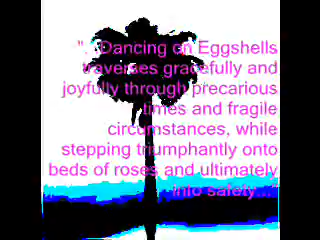 ". .Dancing on Eggshells
traverses gracefully and
joyfully through precarious
times and fragile
circumstances, while
stepping triumphantly onto
beds of roses and ultimately
into safety..."